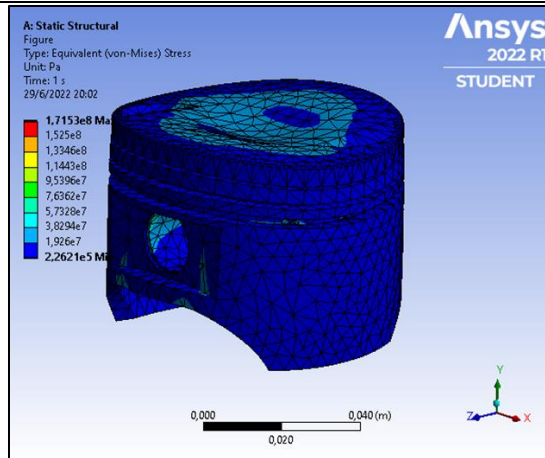 A: Static Structural
Figure
Type: Equivalent (von-Mises) Stress
Unit: Pa
Time: 1 s
29/6/2022 20:02
1,7153e8 Ma
1,525e8
1,3346e8
1,1443e8
9,5396e7
7,6362e7
5,7328e7
3,8294e7
1,926e7
2,2621e5 Mi
Ansys
2022 R1
STUDENT
Y
Z
X
0,000
0,040 (m)
0,020